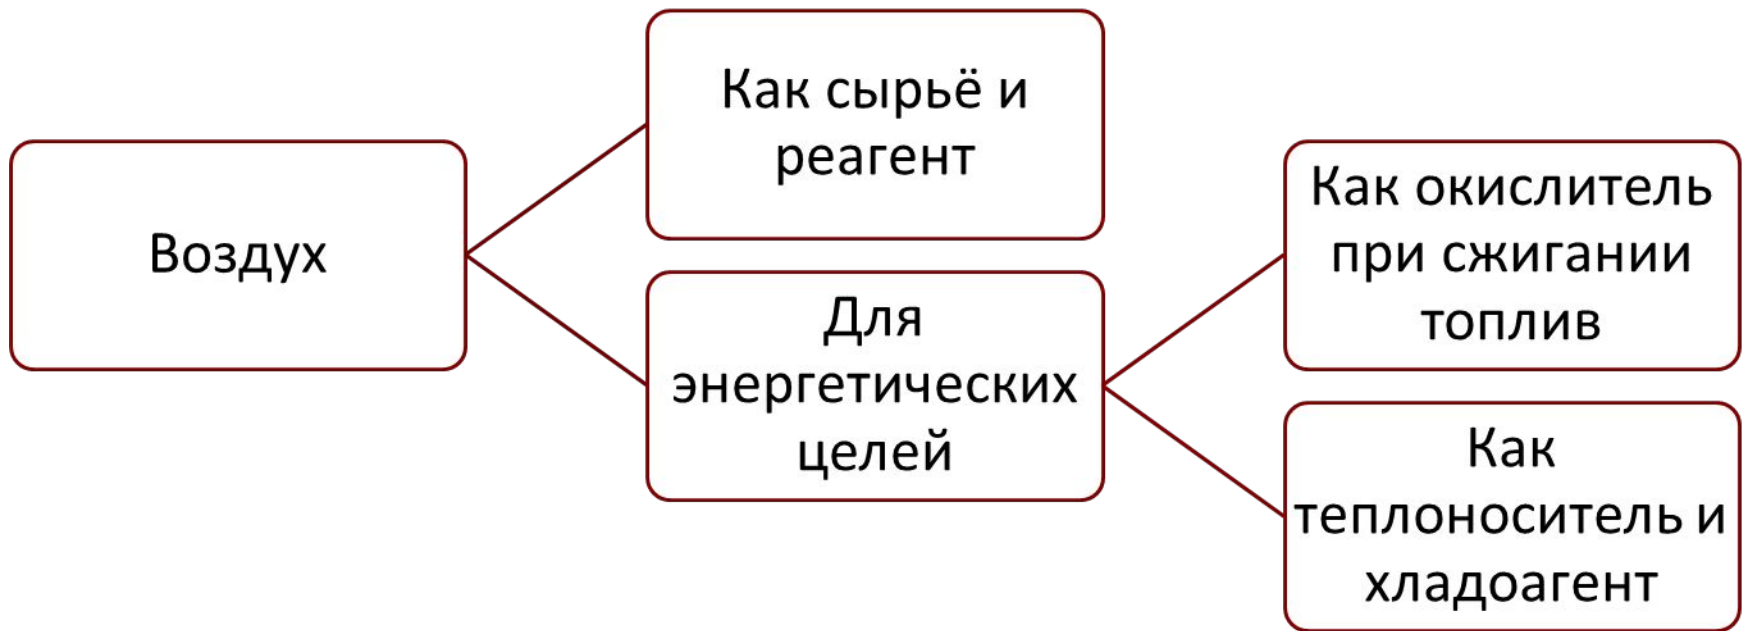 Воздух
Как сырьё и
реагент
Для
энергетических
целей
Как окислитель
при сжигании
топлив
Как
теплоноситель и
хладоагент